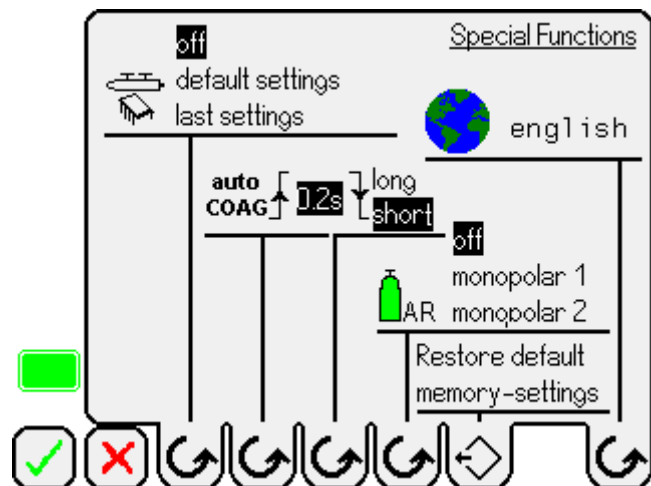 Special Functions
off
default settings
last settings
english
auto
COAG
0.2s
long
short
off
monopolar 1
AR monopolar 2
Restore default
memory-settings